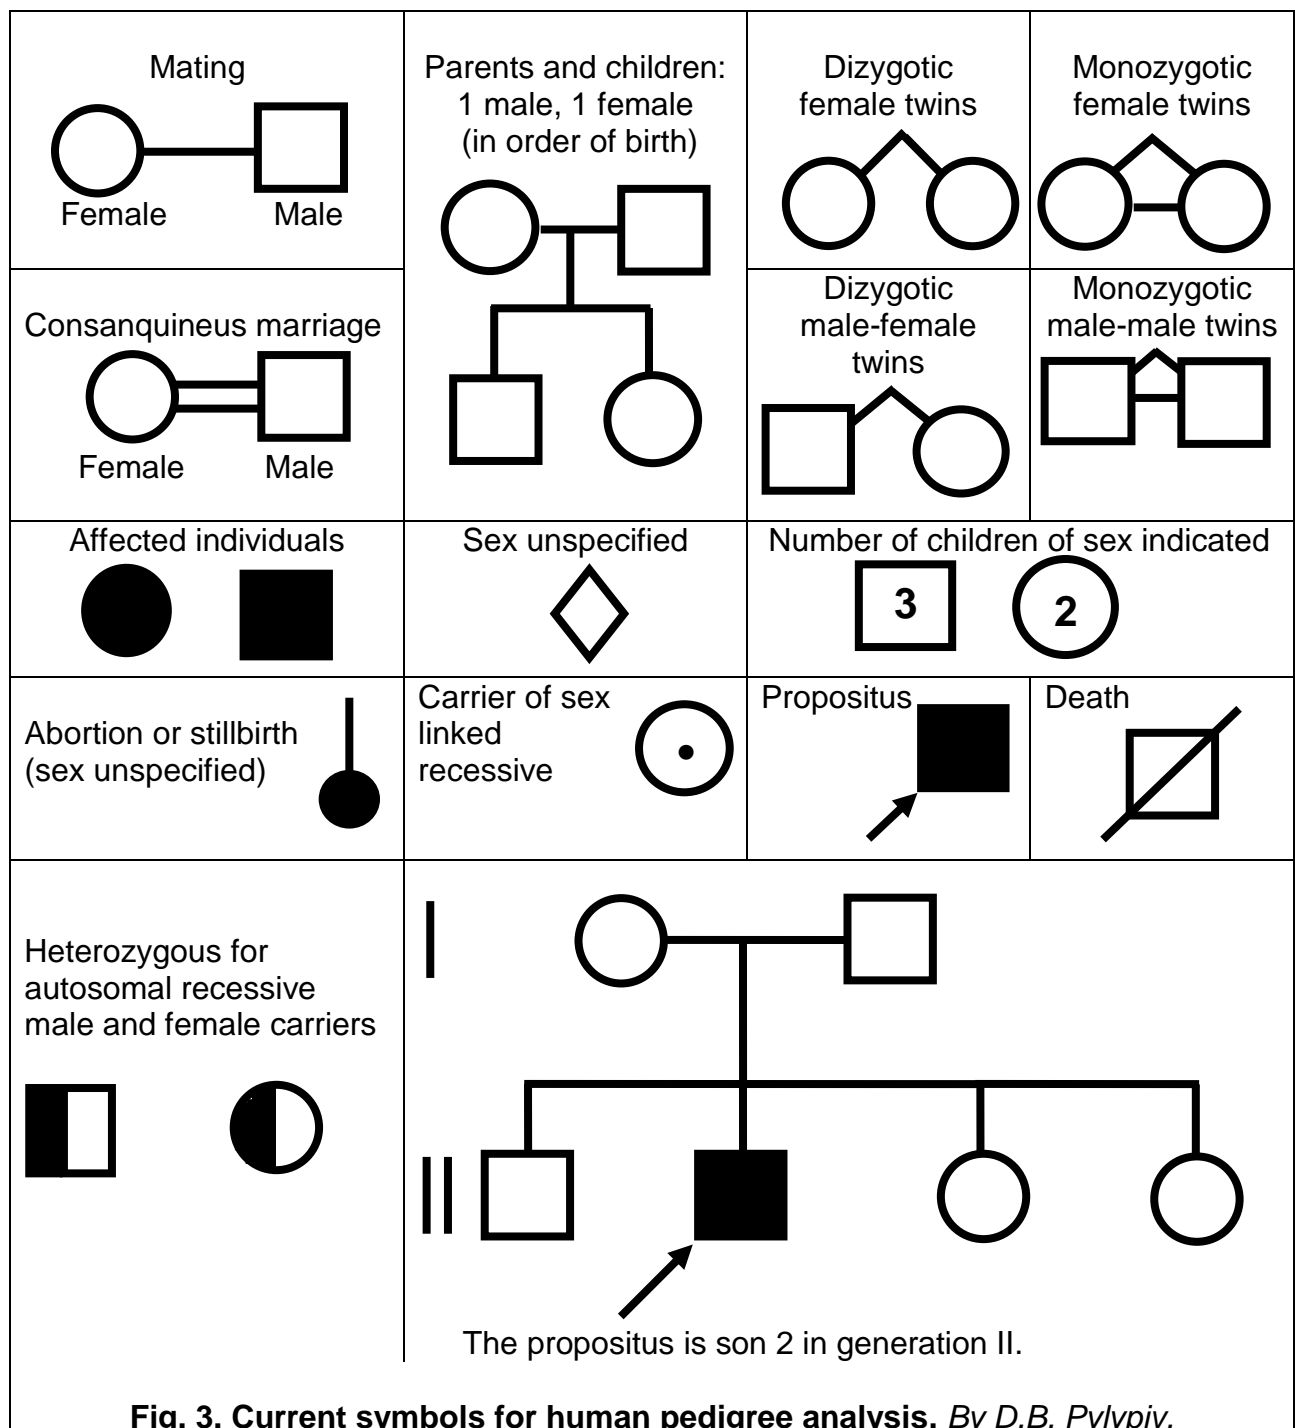 Mating
Female Male
Parents and children:
1 male, 1 female
(in order of birth)
Dizygotic
female twins
Monozygotic
female twins
Consanquineus marriage
Female Male
Dizygotic
male-female
twins
Monozygotic
male-male twins
Affected individuals
Sex unspecified
Number of children of sex indicated
3 2
Abortion or stillbirth
(sex unspecified)
Carrier of sex
linked
recessive
Propositus
Death
Heterozygous for
autosomal recessive
male and female carriers
I
II
The propositus is son 2 in generation II.
Fig. 3. Current symbols for human pedigree analysis. By D.B. Pylypiv.